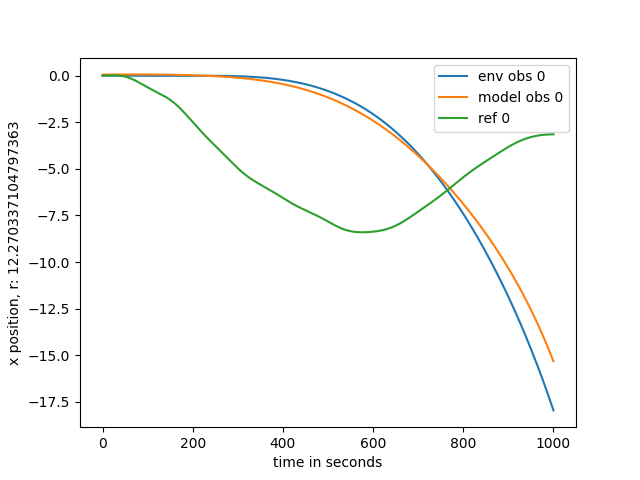 x position, r: 12.270337104797363
0.0
−2.5
−5.0
−7.5
−10.0
−12.5
−15.0
−17.5
env obs 0
model obs 0
ref 0
0 200 400 600 800 1000
time in seconds